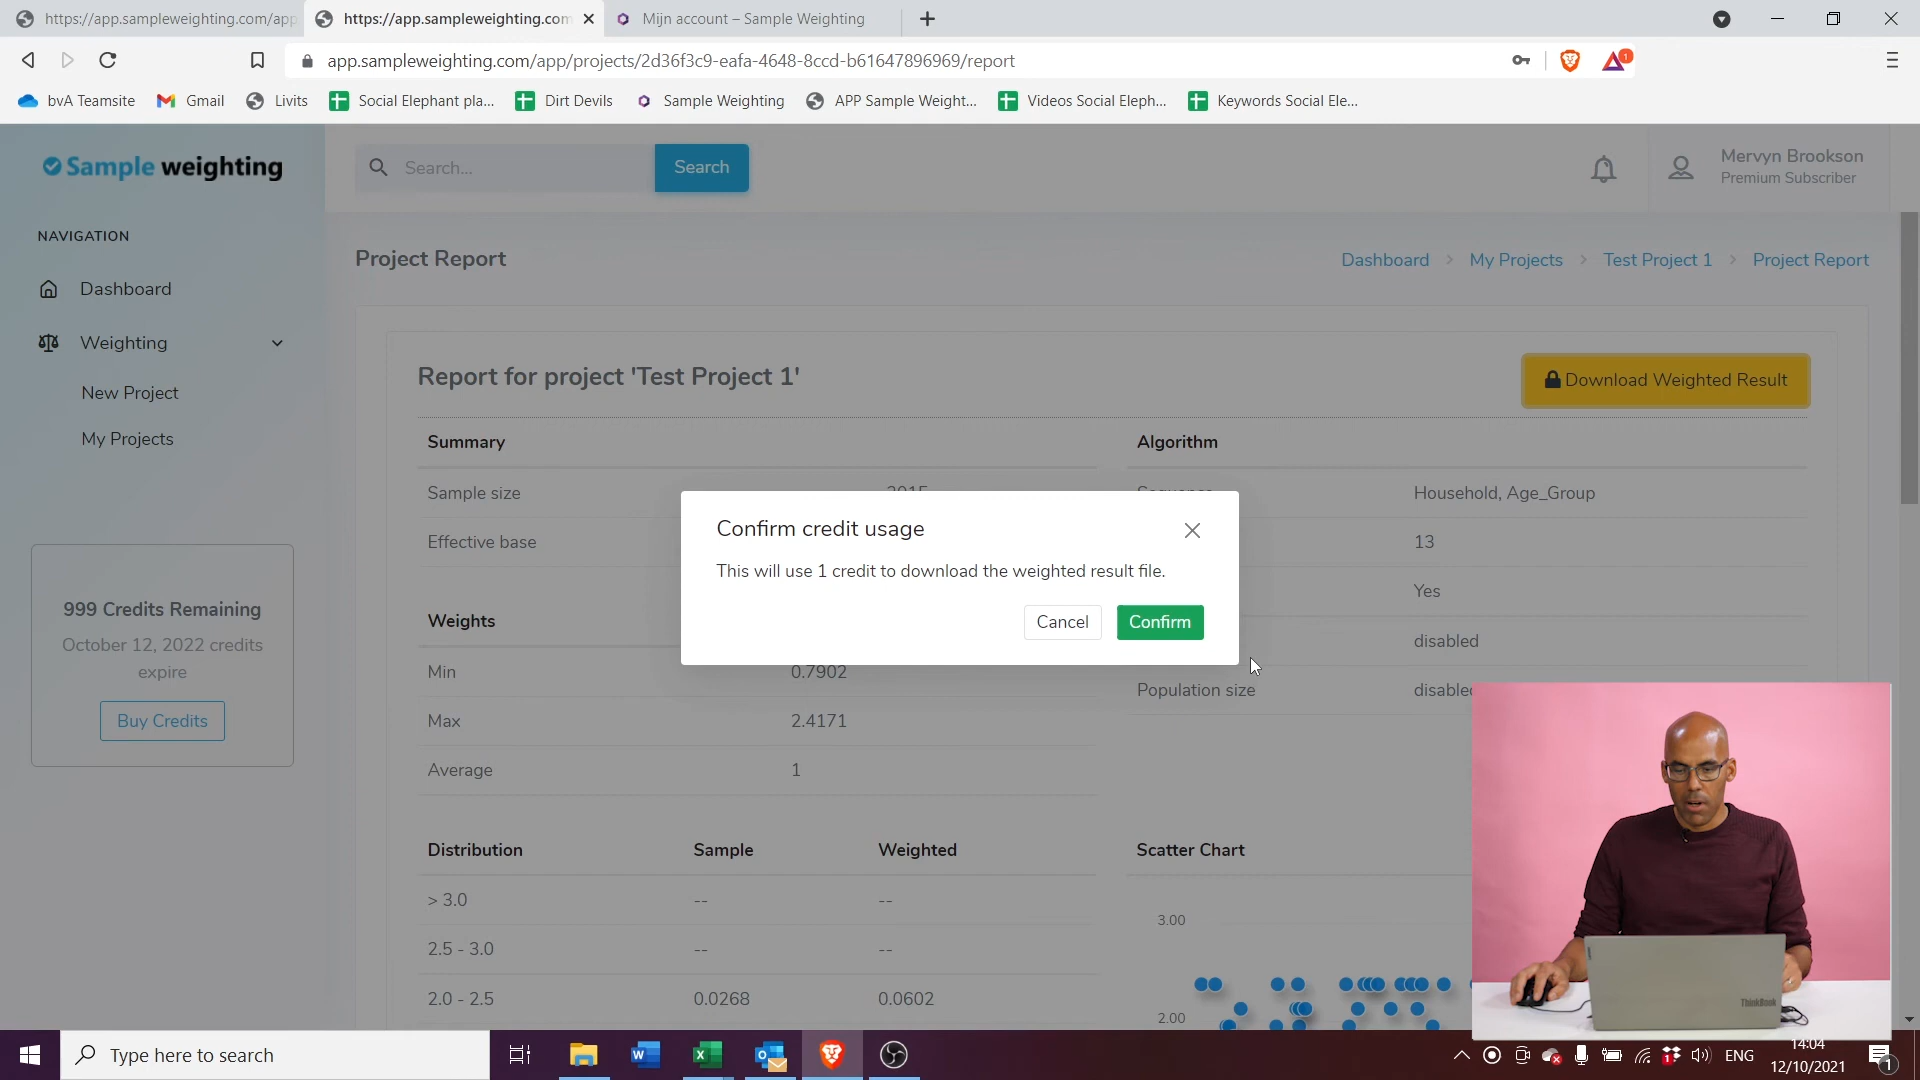 https://app.sampleweighting.com/app
https://app.sampleweighting.com
Mijn account – Sample Weighting
app.sampleweighting.com/app/projects/2d36f3c9-eafa-4648-8ccd-b61647896969/report
1
bvA Teamsite
Gmail
Livits
Social Elephant pla...
Dirt Devils
Sample Weighting
APP Sample Weight...
Videos Social Eleph...
Keywords Social Ele...
Sample weighting
Search...
Search
Mervyn Brookson
Premium Subscriber
NAVIGATION
Dashboard
Weighting
New Project
My Projects
999 Credits Remaining
October 12, 2022 credits
expire
Buy Credits
Project Report
Dashboard > My Projects > Test Project 1 > Project Report
Report for project 'Test Project 1'
Download Weighted Result
Summary
Sample size
Effective base
Algorithm
Household, Age_Group
13
Yes
disabled
Population size
Confirm credit usage
This will use 1 credit to download the weighted result file.
Cancel
Confirm
Weights
Min 0.7902
Max 2.4171
Average 1
Distribution Sample Weighted
> 3.0 -- --
2.5 - 3.0 -- --
2.0 - 2.5 0.0268 0.0602
Scatter Chart
3.00
2.00
ThinkBook
Type here to search
ENG
14:04
12/10/2021
1